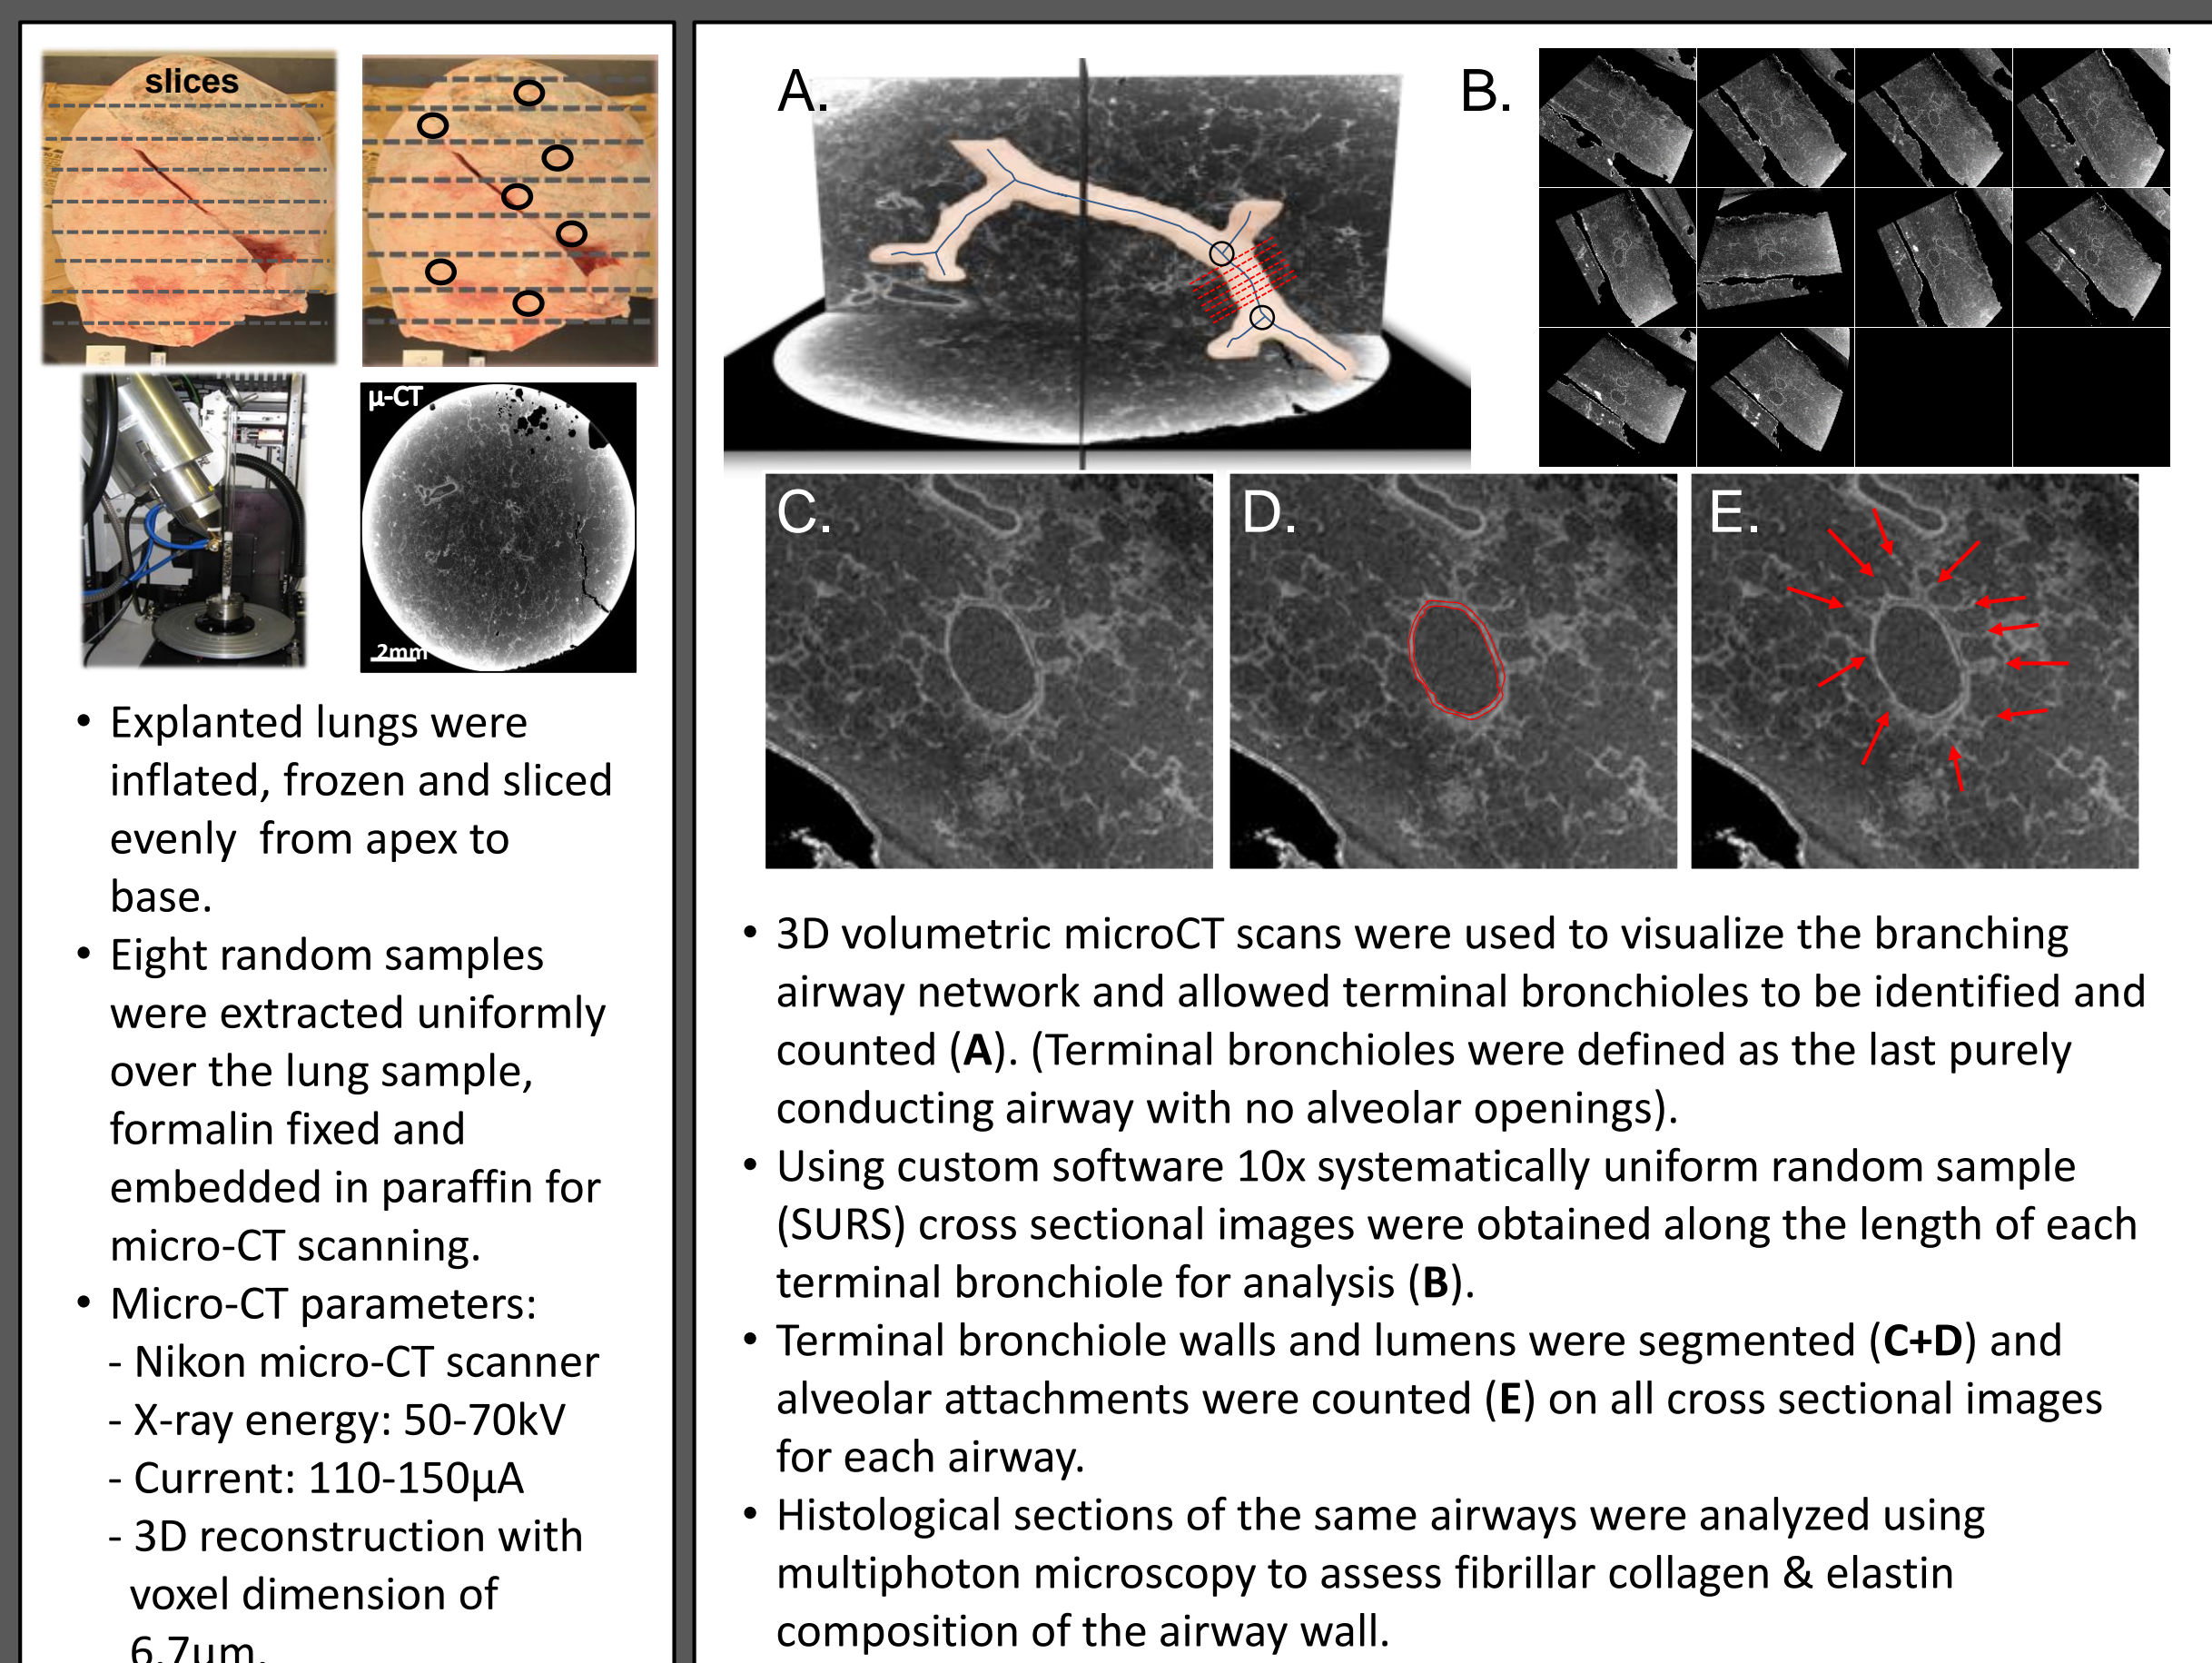 slices
μ-CT
2mm
• Explanted lungs were
inflated, frozen and sliced
evenly  from apex to
base.
• Eight random samples
were extracted uniformly
over the lung sample,
formalin fixed and
embedded in paraffin for
micro-CT scanning.
• Micro-CT parameters:
- Nikon micro-CT scanner
- X-ray energy: 50-70kV
- Current: 110-150μA
- 3D reconstruction with
voxel dimension of
6.7um.
A.
B.
C.
D.
E.
• 3D volumetric microCT scans were used to visualize the branching
airway network and allowed terminal bronchioles to be identified and
counted (A). (Terminal bronchioles were defined as the last purely
conducting airway with no alveolar openings).
• Using custom software 10x systematically uniform random sample
(SURS) cross sectional images were obtained along the length of each
terminal bronchiole for analysis (B).
• Terminal bronchiole walls and lumens were segmented (C+D) and
alveolar attachments were counted (E) on all cross sectional images
for each airway.
• Histological sections of the same airways were analyzed using
multiphoton microscopy to assess fibrillar collagen & elastin
composition of the airway wall.